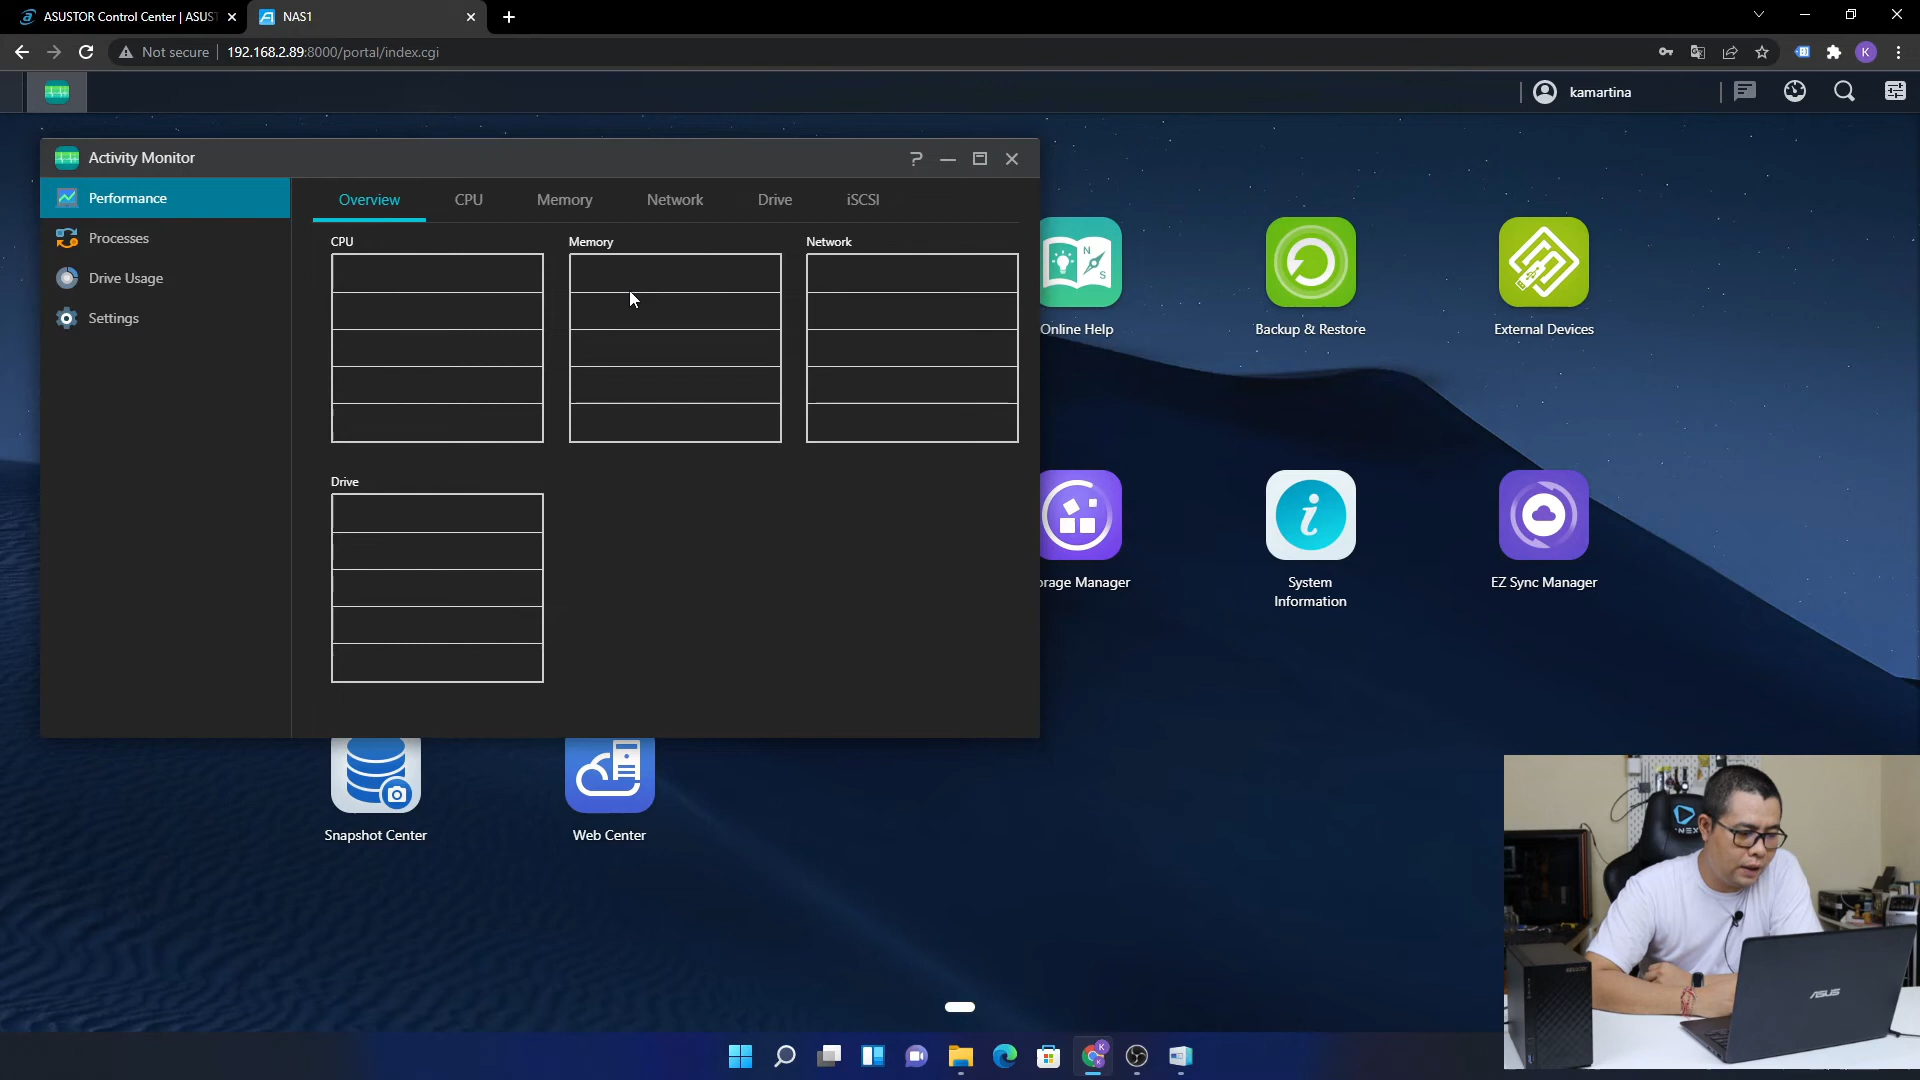 ASUSTOR Control Center | ASUST
NAS1
Not secure
192.168.2.89:8000/portal/index.cgi
K
kamartina
Activity Monitor
Performance
Processes
Drive Usage
Settings
Overview
CPU
Memory
Network
Drive
iSCSI
CPU
Memory
Network
Drive
N
S
Online Help
Backup & Restore
External Devices
orage Manager
i
System
Information
EZ Sync Manager
Snapshot Center
Web Center
K
ASUS